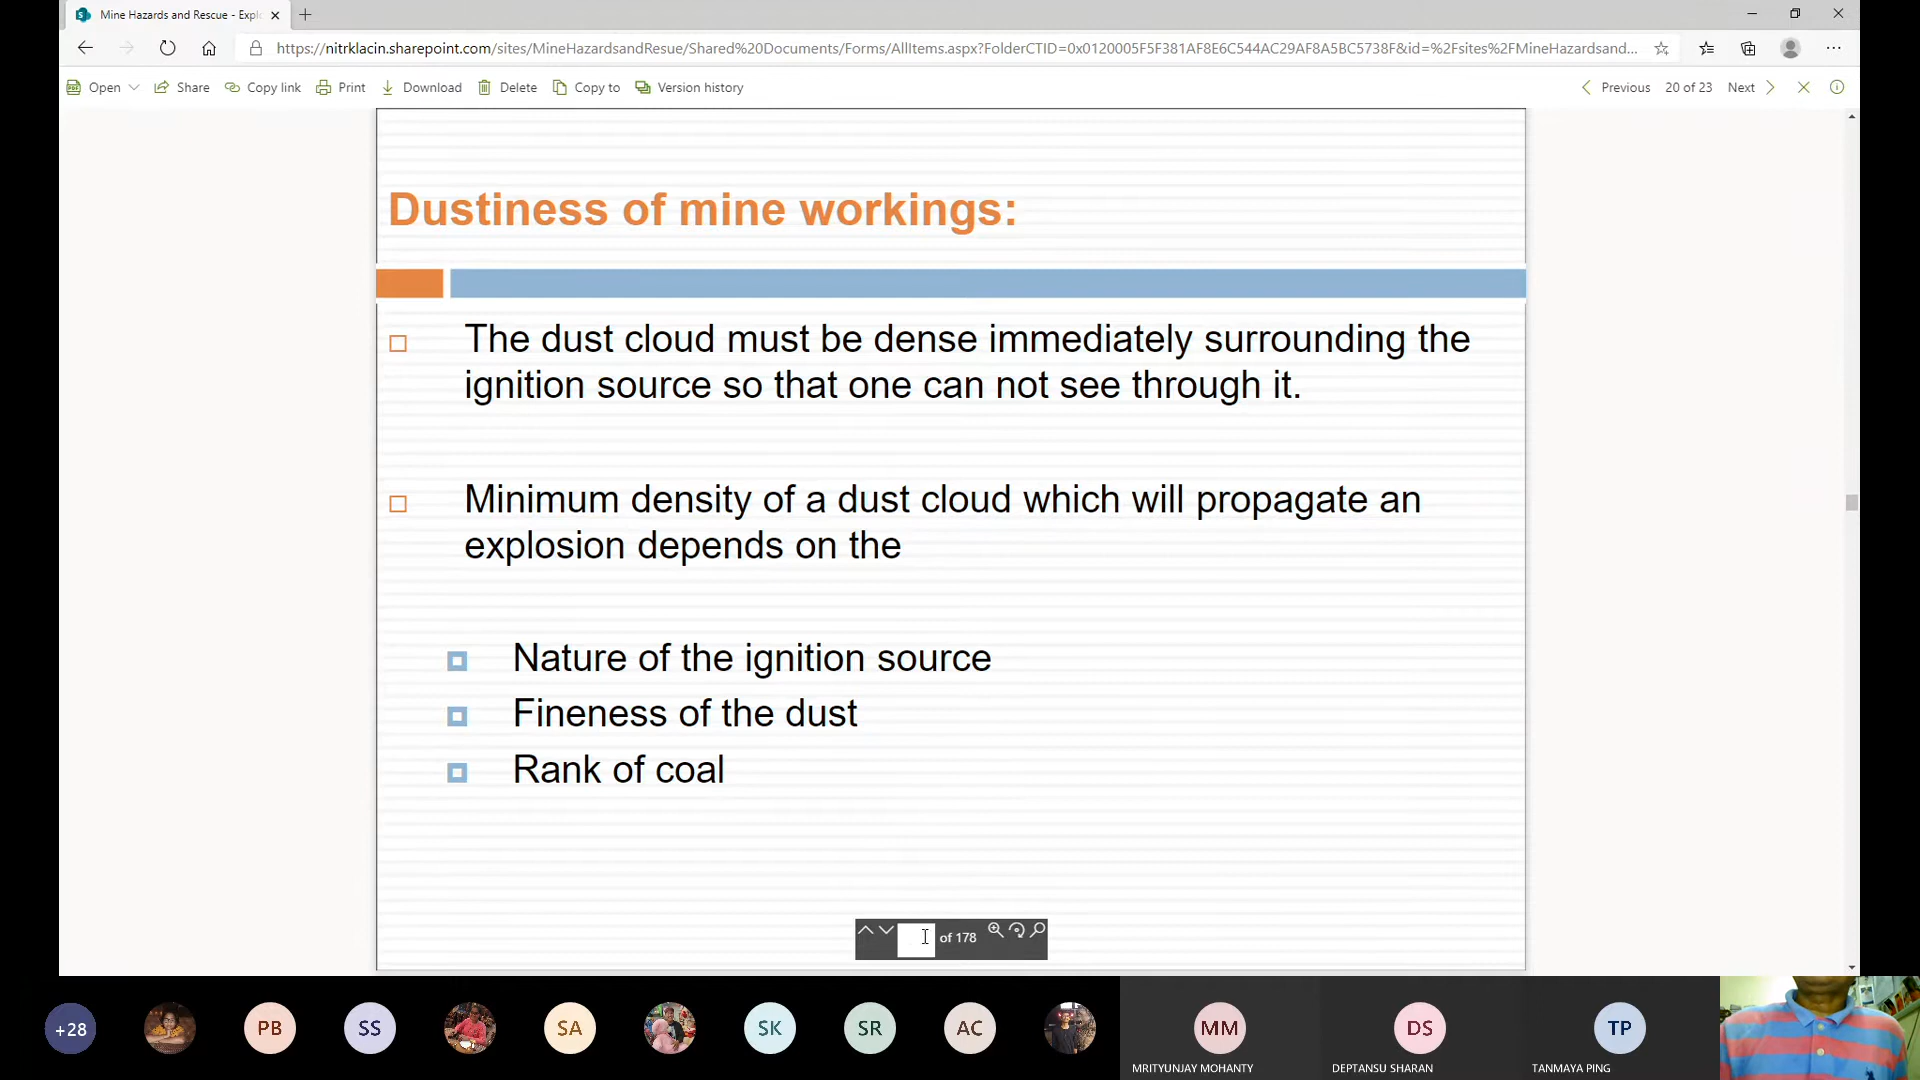 Mine Hazards and Rescue - Explo
https://nitrklacin.sharepoint.com/sites/MineHazardsandResue/Shared%20Documents/Forms/AllItems.aspx?FolderCTID=0x0120005F5F381AF8E6C544AC29AF8A5BC5738F&id=%2Fsites%2FMineHazardsand...
Open Share Copy link Print Download Delete Copy to Version history Previous 20 of 23 Next
Dustiness of mine workings:
The dust cloud must be dense immediately surrounding the
ignition source so that one can not see through it.
Minimum density of a dust cloud which will propagate an
explosion depends on the
Nature of the ignition source
Fineness of the dust
Rank of coal
of 178
+28 PB SS SA SK SR AC MM DS TP
MRITYUNJAY MOHANTY DEPTANSU SHARAN TANMAYA PING